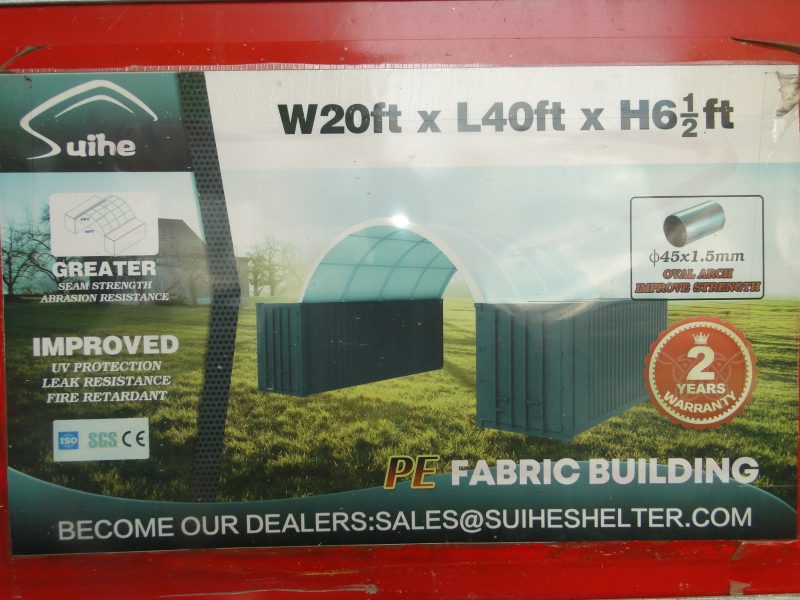 Suihe
W20ft x L40ft x H6½ft
GREATER
SEAM STRENGTH
ABRASION RESISTANCE
IMPROVED
UV PROTECTION
LEAK RESISTANCE
FIRE RETARDANT
ISO SGS CE
ф45x1.5mm
OVAL ARCH
IMPROVE STRENGTH
2
YEARS
WARRANTY
PE FABRIC BUILDING
BECOME OUR DEALERS:SALES@SUIHESHELTER.COM